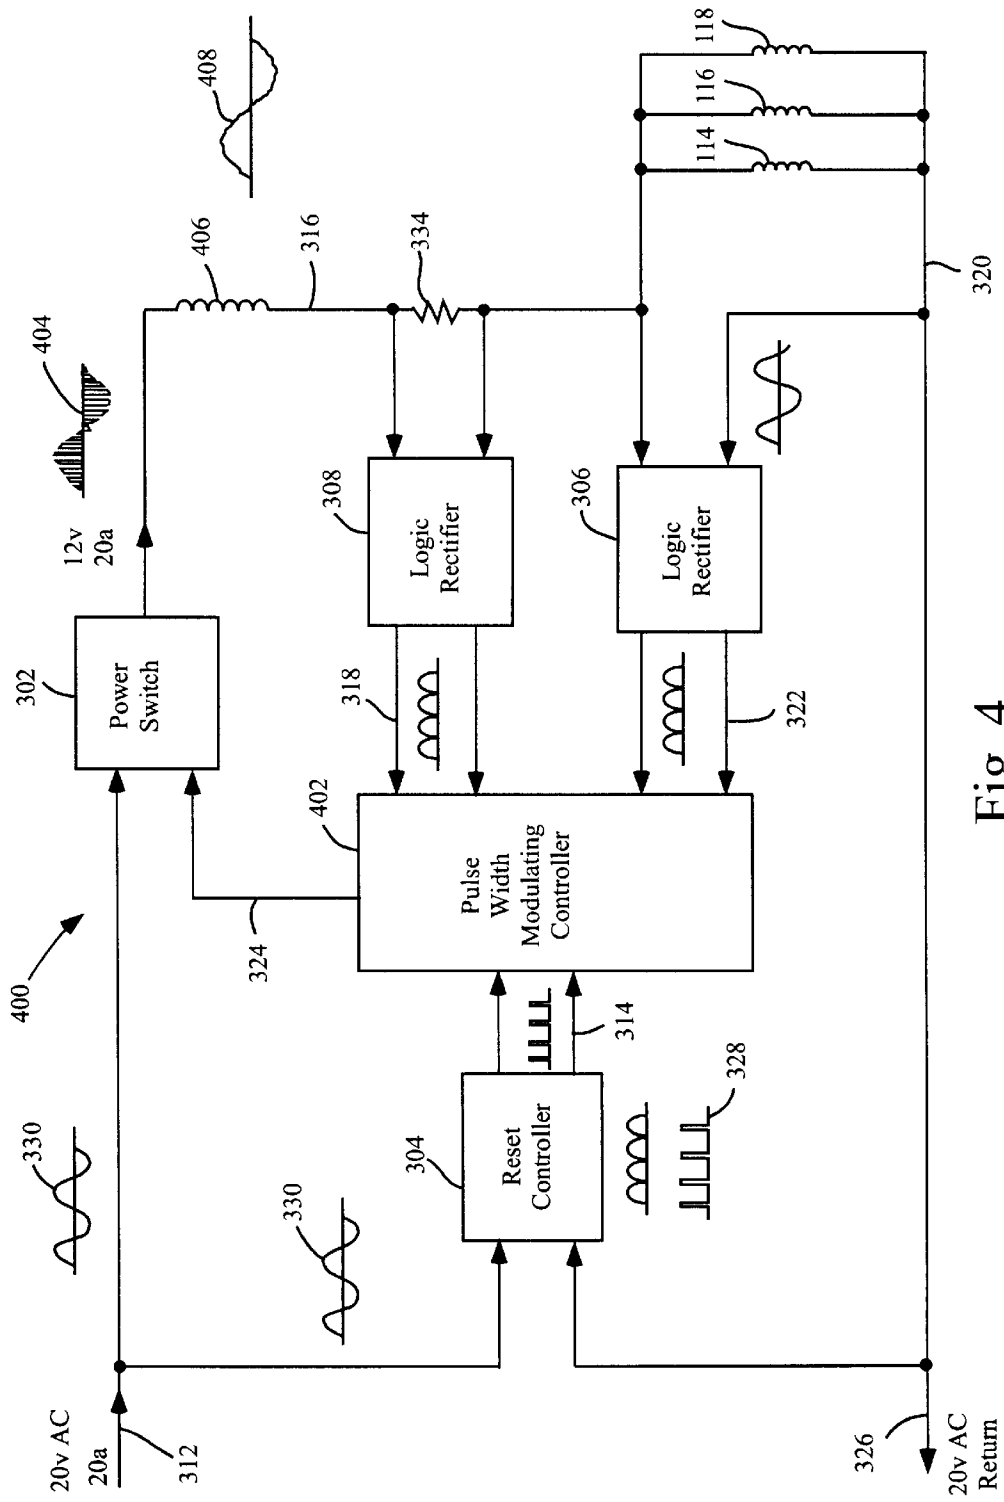 400
330
302
Power
Switch
12v
20a
404
408
20v AC
20a
312
324
406
316
330
402
318
308
334
304
Reset
Controller
314
328
Pulse
Width
Modulating
Controller
Logic
Rectifier
306
Logic
Rectifier
322
114
116
118
326
320
20v AC
Return
Fig. 4